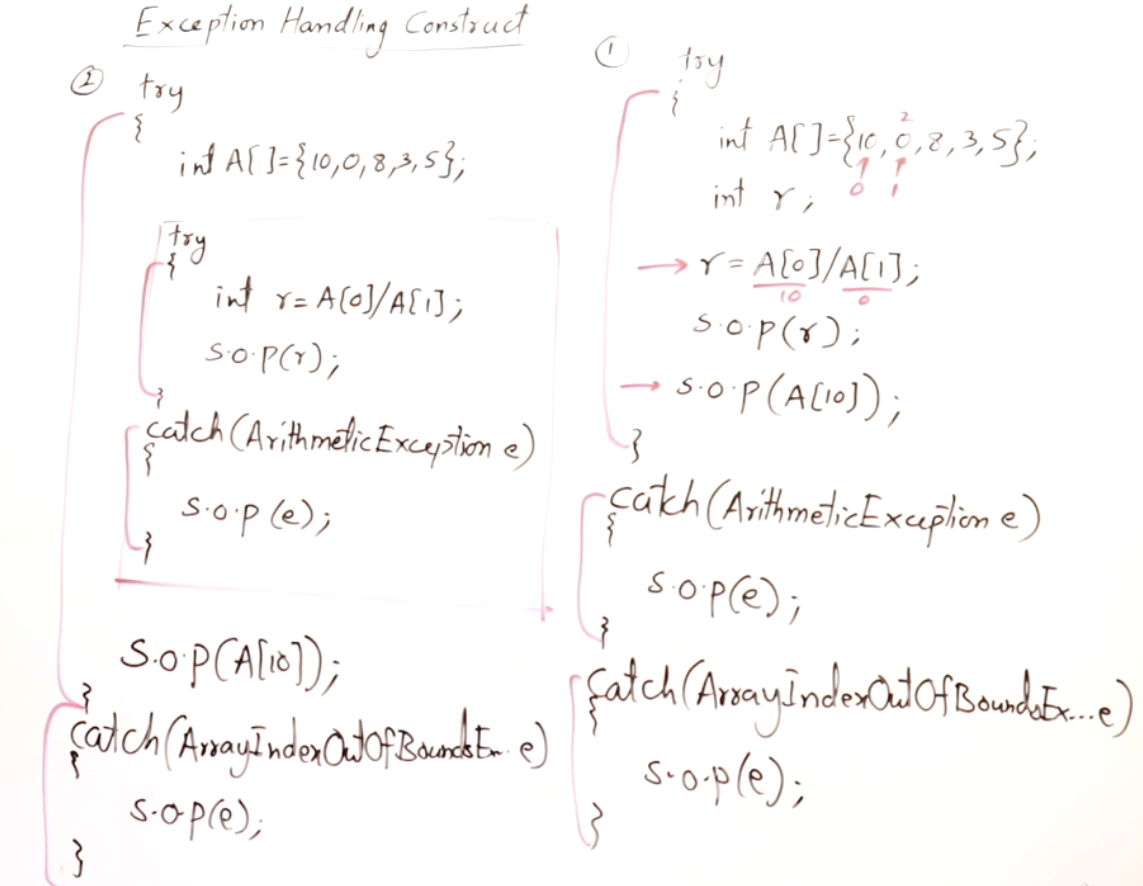 Exception Handling Construct
② try
{
int A[]={10,0,8,3,5};
try
{
int r= A[0]/A[1];
S.O.P(r);
}
catch(ArithmeticException e)
{
S.O.P(e);
}
S.O.P(A[10]);
}
catch(ArrayIndexOutOfBoundsEx.. e)
{
S.O.P(e);
}
① try
{
2
int A[]={10,0,8,3,5};
0 1
int r;
r= A[0]/A[1];
10 0
S.O.P(r);
S.O.P(A[10]);
}
catch(ArithmeticException e)
{
S.O.P(e);
}
catch(ArrayIndexOutOfBoundsEx... e)
{
S.O.P(e);
}